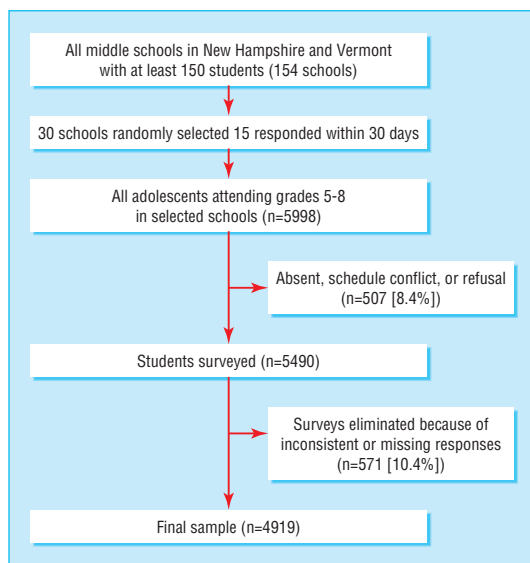 All middle schools in New Hampshire and Vermont
with at least 150 students (154 schools)
30 schools randomly selected 15 responded within 30 days
All adolescents attending grades 5-8
in selected schools (n=5998)
Absent, schedule conflict, or refusal
(n=507 [8.4%])
Students surveyed (n=5490)
Surveys eliminated because of
inconsistent or missing responses
(n=571 [10.4%])
Final sample (n=4919)